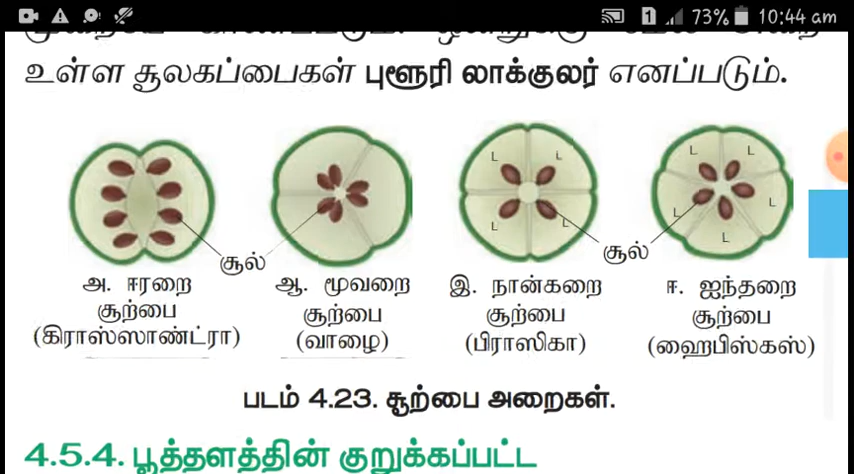 73% 10:44 am
உள்ள சூலகப்பைகள் புளூரி லாக்குலர் எனப்படும்.
L L L L
L L L L L
சூல் சூல்
அ. ஈரறை ஆ. மூவறை இ. நான்கறை ஈ. ஐந்தறை
சூற்பை சூற்பை சூற்பை சூற்பை
(கிராஸ்ஸாண்ட்ரா) (வாழை) (பிராஸிகா) (ஹைபிஸ்கஸ்)
படம் 4.23. சூற்பை அறைகள்.
4.5.4. பூத்தளத்தின் குறுக்கப்பட்ட